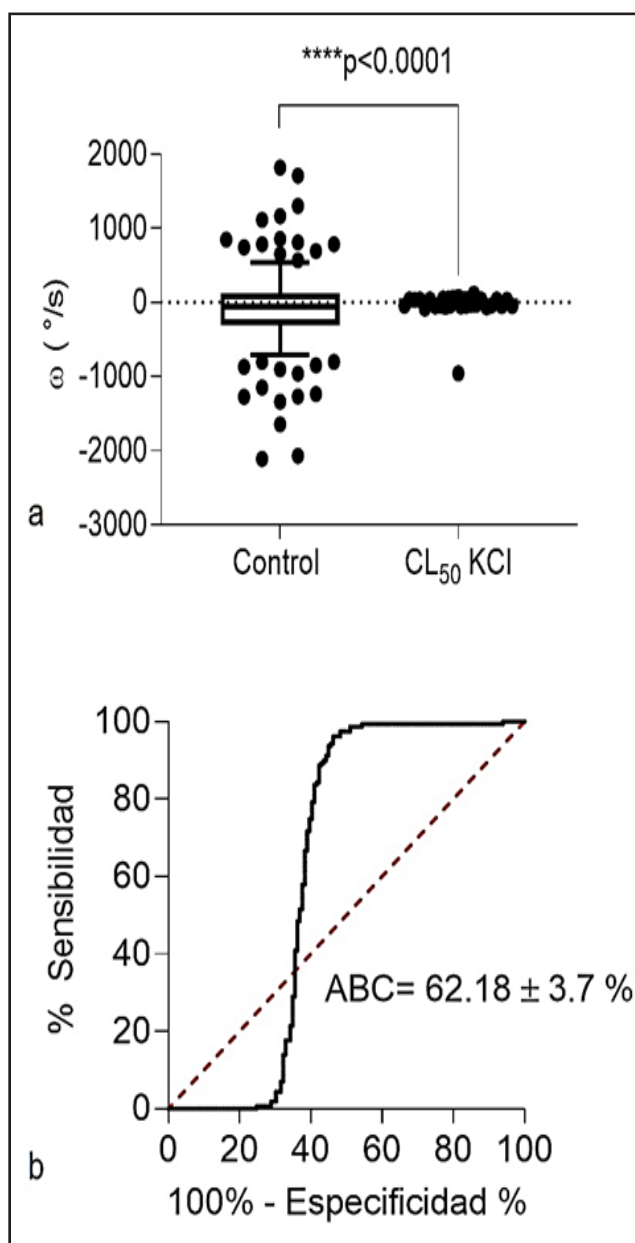 ****p<0.0001
2000
1000
0
-1000
-2000
-3000
ω ( °/s)
Control
CL₅₀ KCl
a
100
80
60
40
20
0
% Sensibilidad
ABC= 62.18 ± 3.7 %
0 20 40 60 80 100
100% - Especificidad %
b